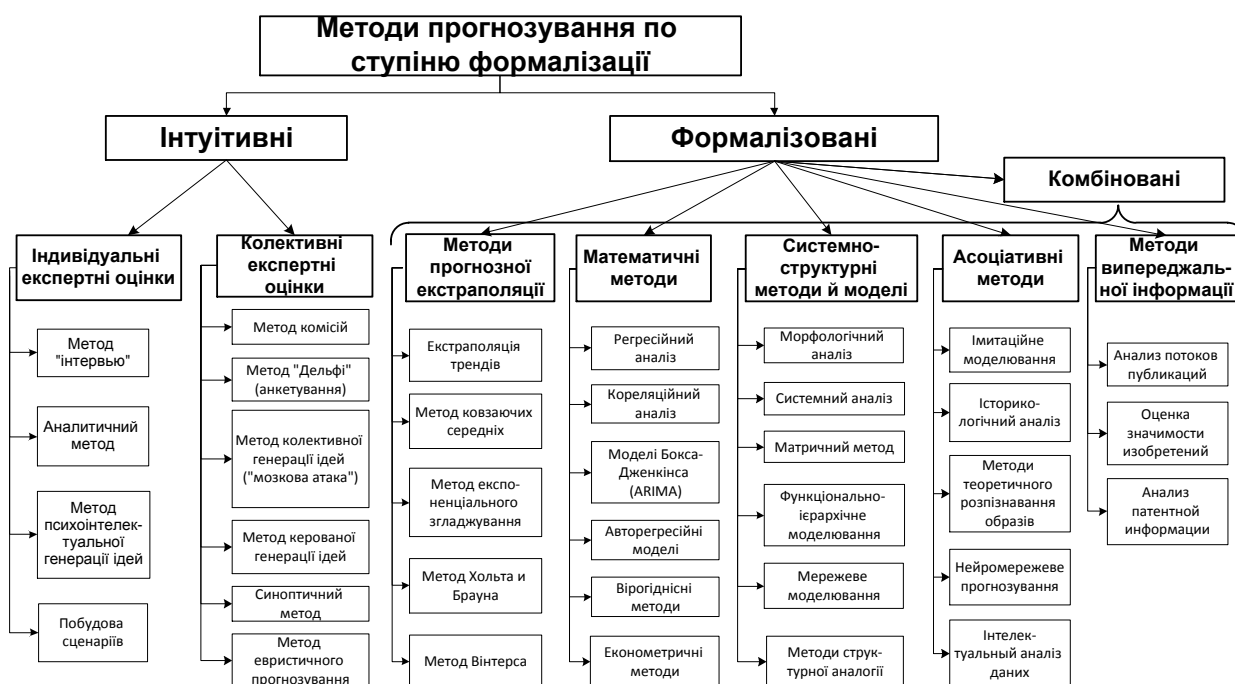 Методи прогнозування по
ступіню формалізації
Інтуітивні
Формалізовані
Комбіновані
Індивідуальні
експертні оцінки
Метод
"інтервью"
Аналитичний
метод
Метод
психоінтелек-
туальної
генерації ідей
Побудова
сценаріїв
Колективні
експертні
оцінки
Метод комісій
Метод "Дельфі"
(анкетування)
Метод колективної
генерації ідей
("мозкова атака")
Метод керованої
генерації ідей
Синоптичний
метод
Метод
евристичного
прогнозування
Методи
прогнозної
екстраполяції
Екстраполяція
трендів
Метод ковзаючих
середніх
Метод експо-
ненціального
згладжування
Метод Хольта и
Брауна
Метод Вінтерса
Математичні
методи
Регресійний
аналіз
Кореляційний
аналіз
Моделі Бокса-
Дженкінса
(ARIMA)
Авторегресійні
моделі
Вірогіднісні
методи
Економетричні
методи
Системно-
структурні
методи й моделі
Морфологічний
аналіз
Системний аналіз
Матричний метод
Функціонально-
ієрархічне
моделювання
Мережеве
моделювання
Методи струк-
турної аналогії
Асоціативні
методи
Імитаційне
моделювання
Історико-
логічний аналіз
Методи
теоретичного
розпізнавання
образів
Нейромережеве
прогнозування
Інтелек-
туальный аналіз
даних
Методи
випереджаль-
ної інформації
Анализ потоков
публикаций
Оценка
значимости
изобретений
Анализ
патентной
информации